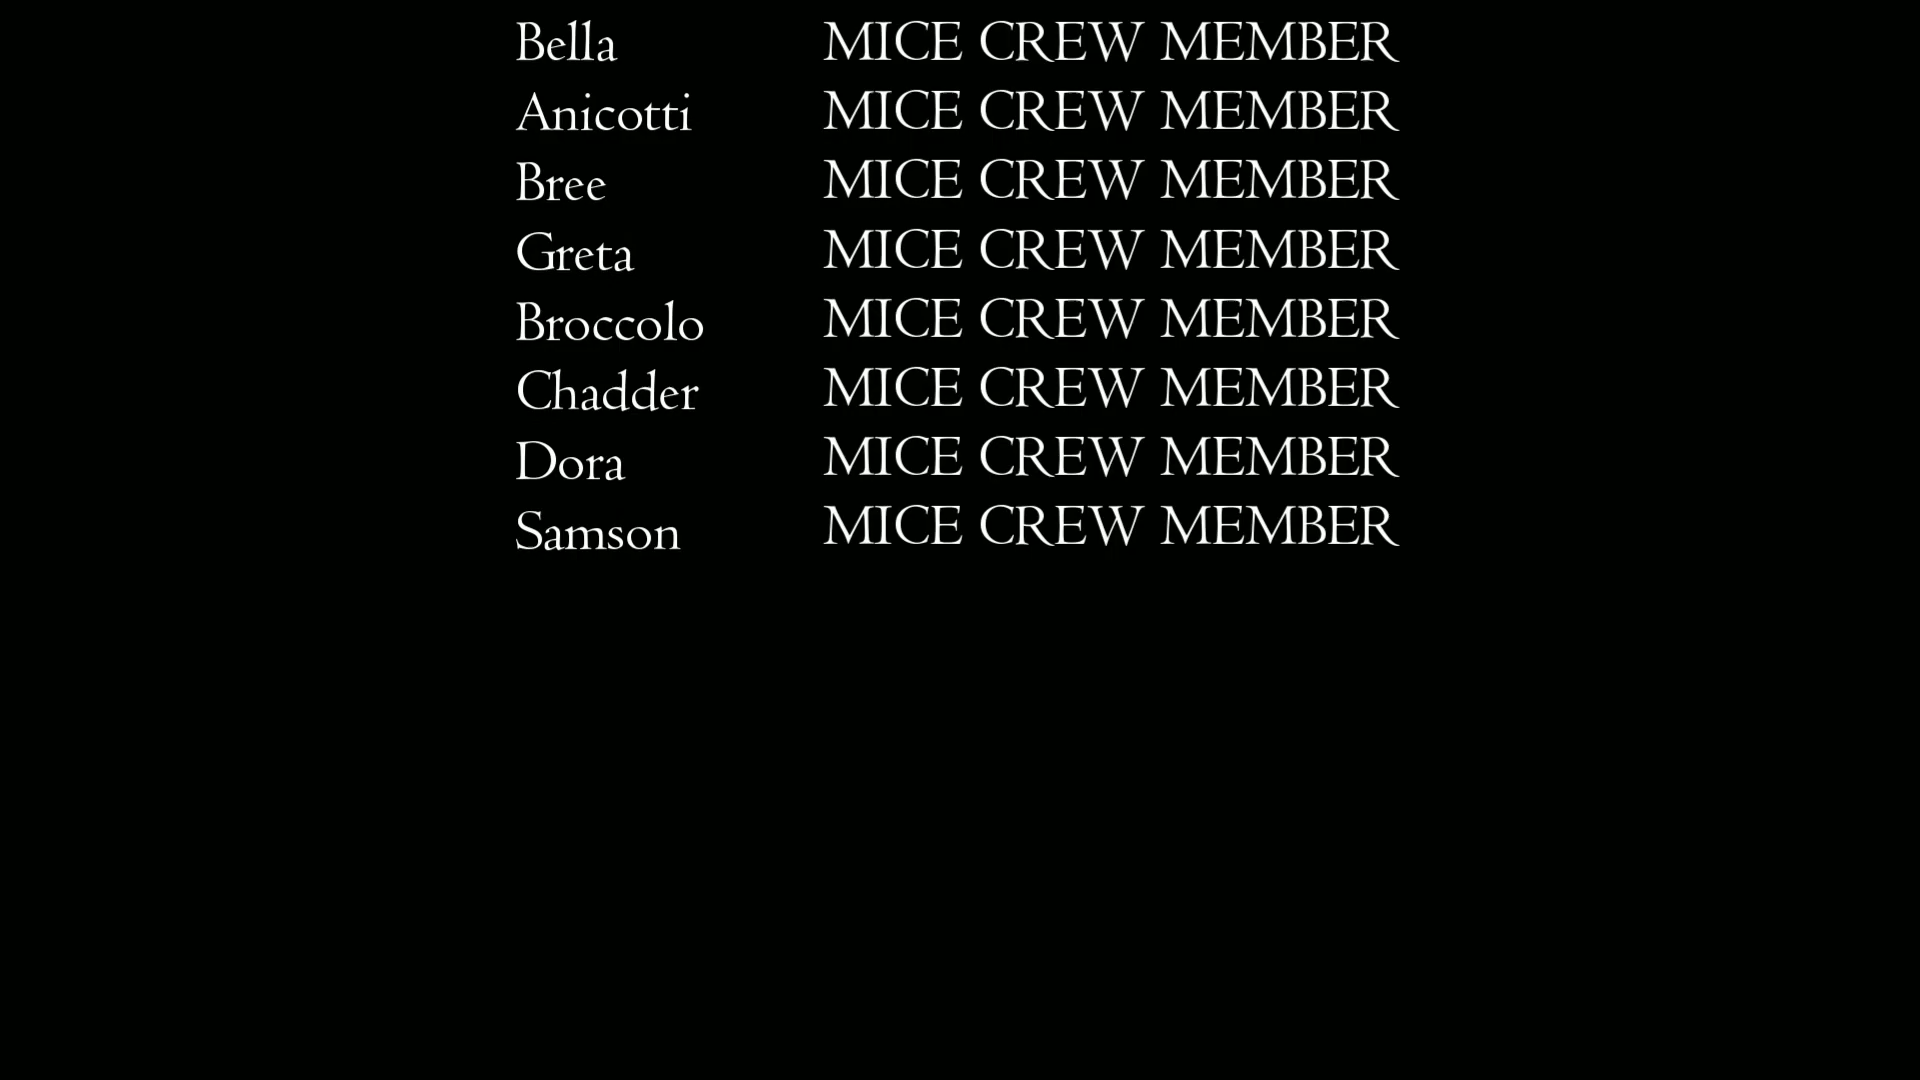 Bella MICE CREW MEMBER
Anicotti MICE CREW MEMBER
Bree MICE CREW MEMBER
Greta MICE CREW MEMBER
Broccolo MICE CREW MEMBER
Chadder MICE CREW MEMBER
Dora MICE CREW MEMBER
Samson MICE CREW MEMBER